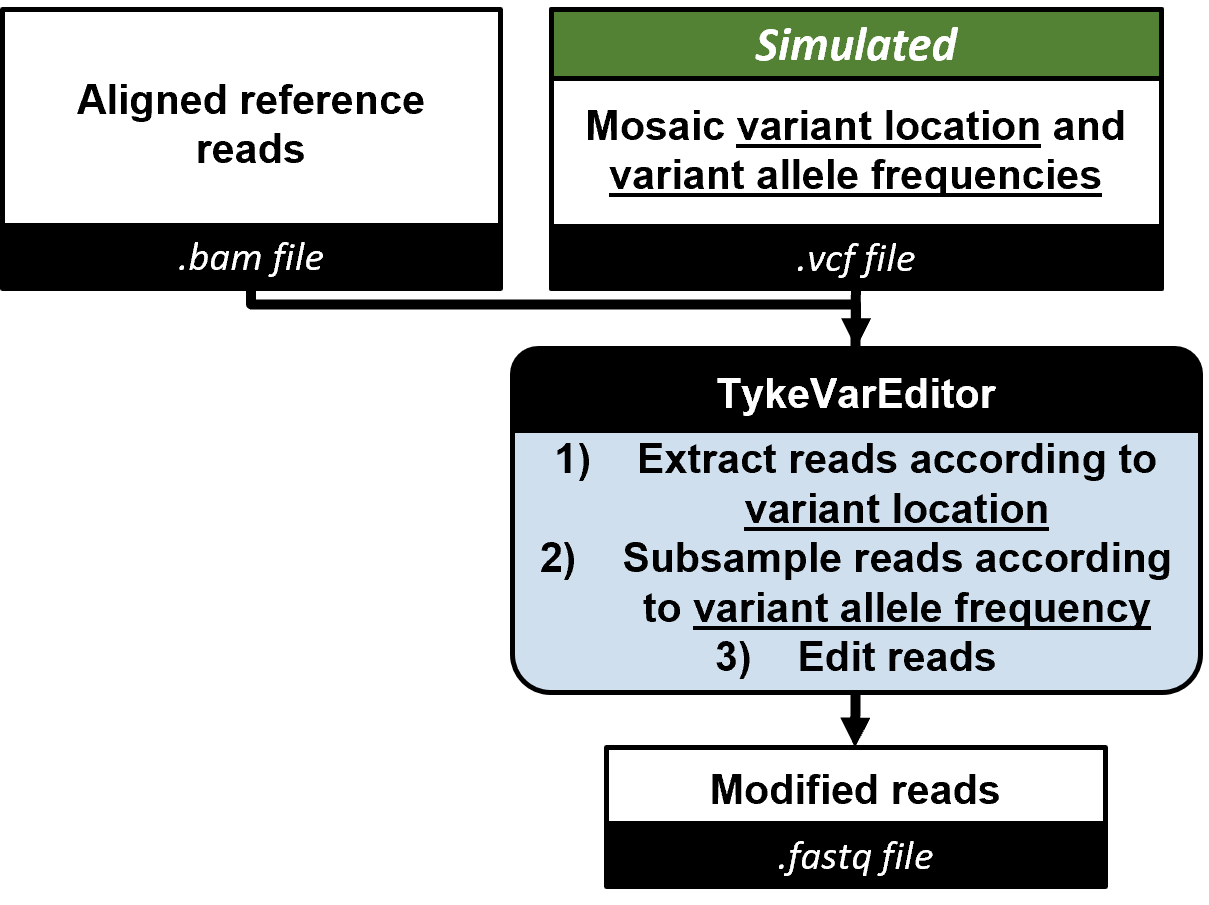 Aligned reference
reads
.bam file
Simulated
Mosaic variant location and
variant allele frequencies
.vcf file
TykeVarEditor
1) Extract reads according to
variant location
2) Subsample reads according
to variant allele frequency
3) Edit reads
Modified reads
.fastq file